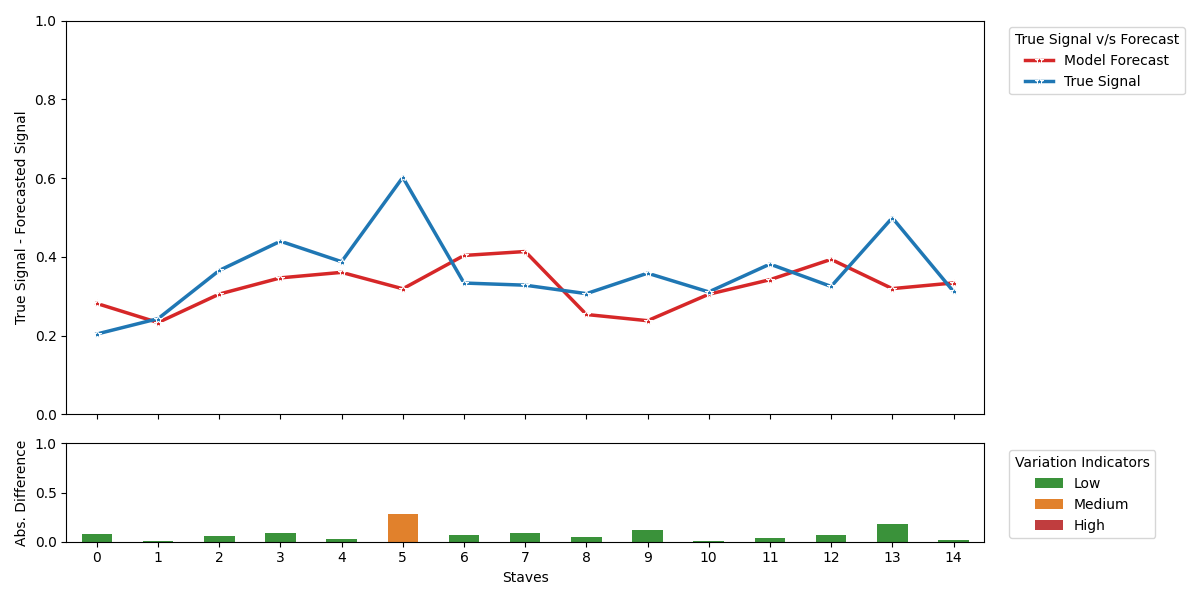 True Signal - Forecasted Signal
1.0
0.8
0.6
0.4
0.2
0.0
True Signal v/s Forecast
Model Forecast
True Signal
Abs. Difference
1.0
0.5
0.0
0 1 2 3 4 5 6 7 8 9 10 11 12 13 14
Staves
Variation Indicators
Low
Medium
High